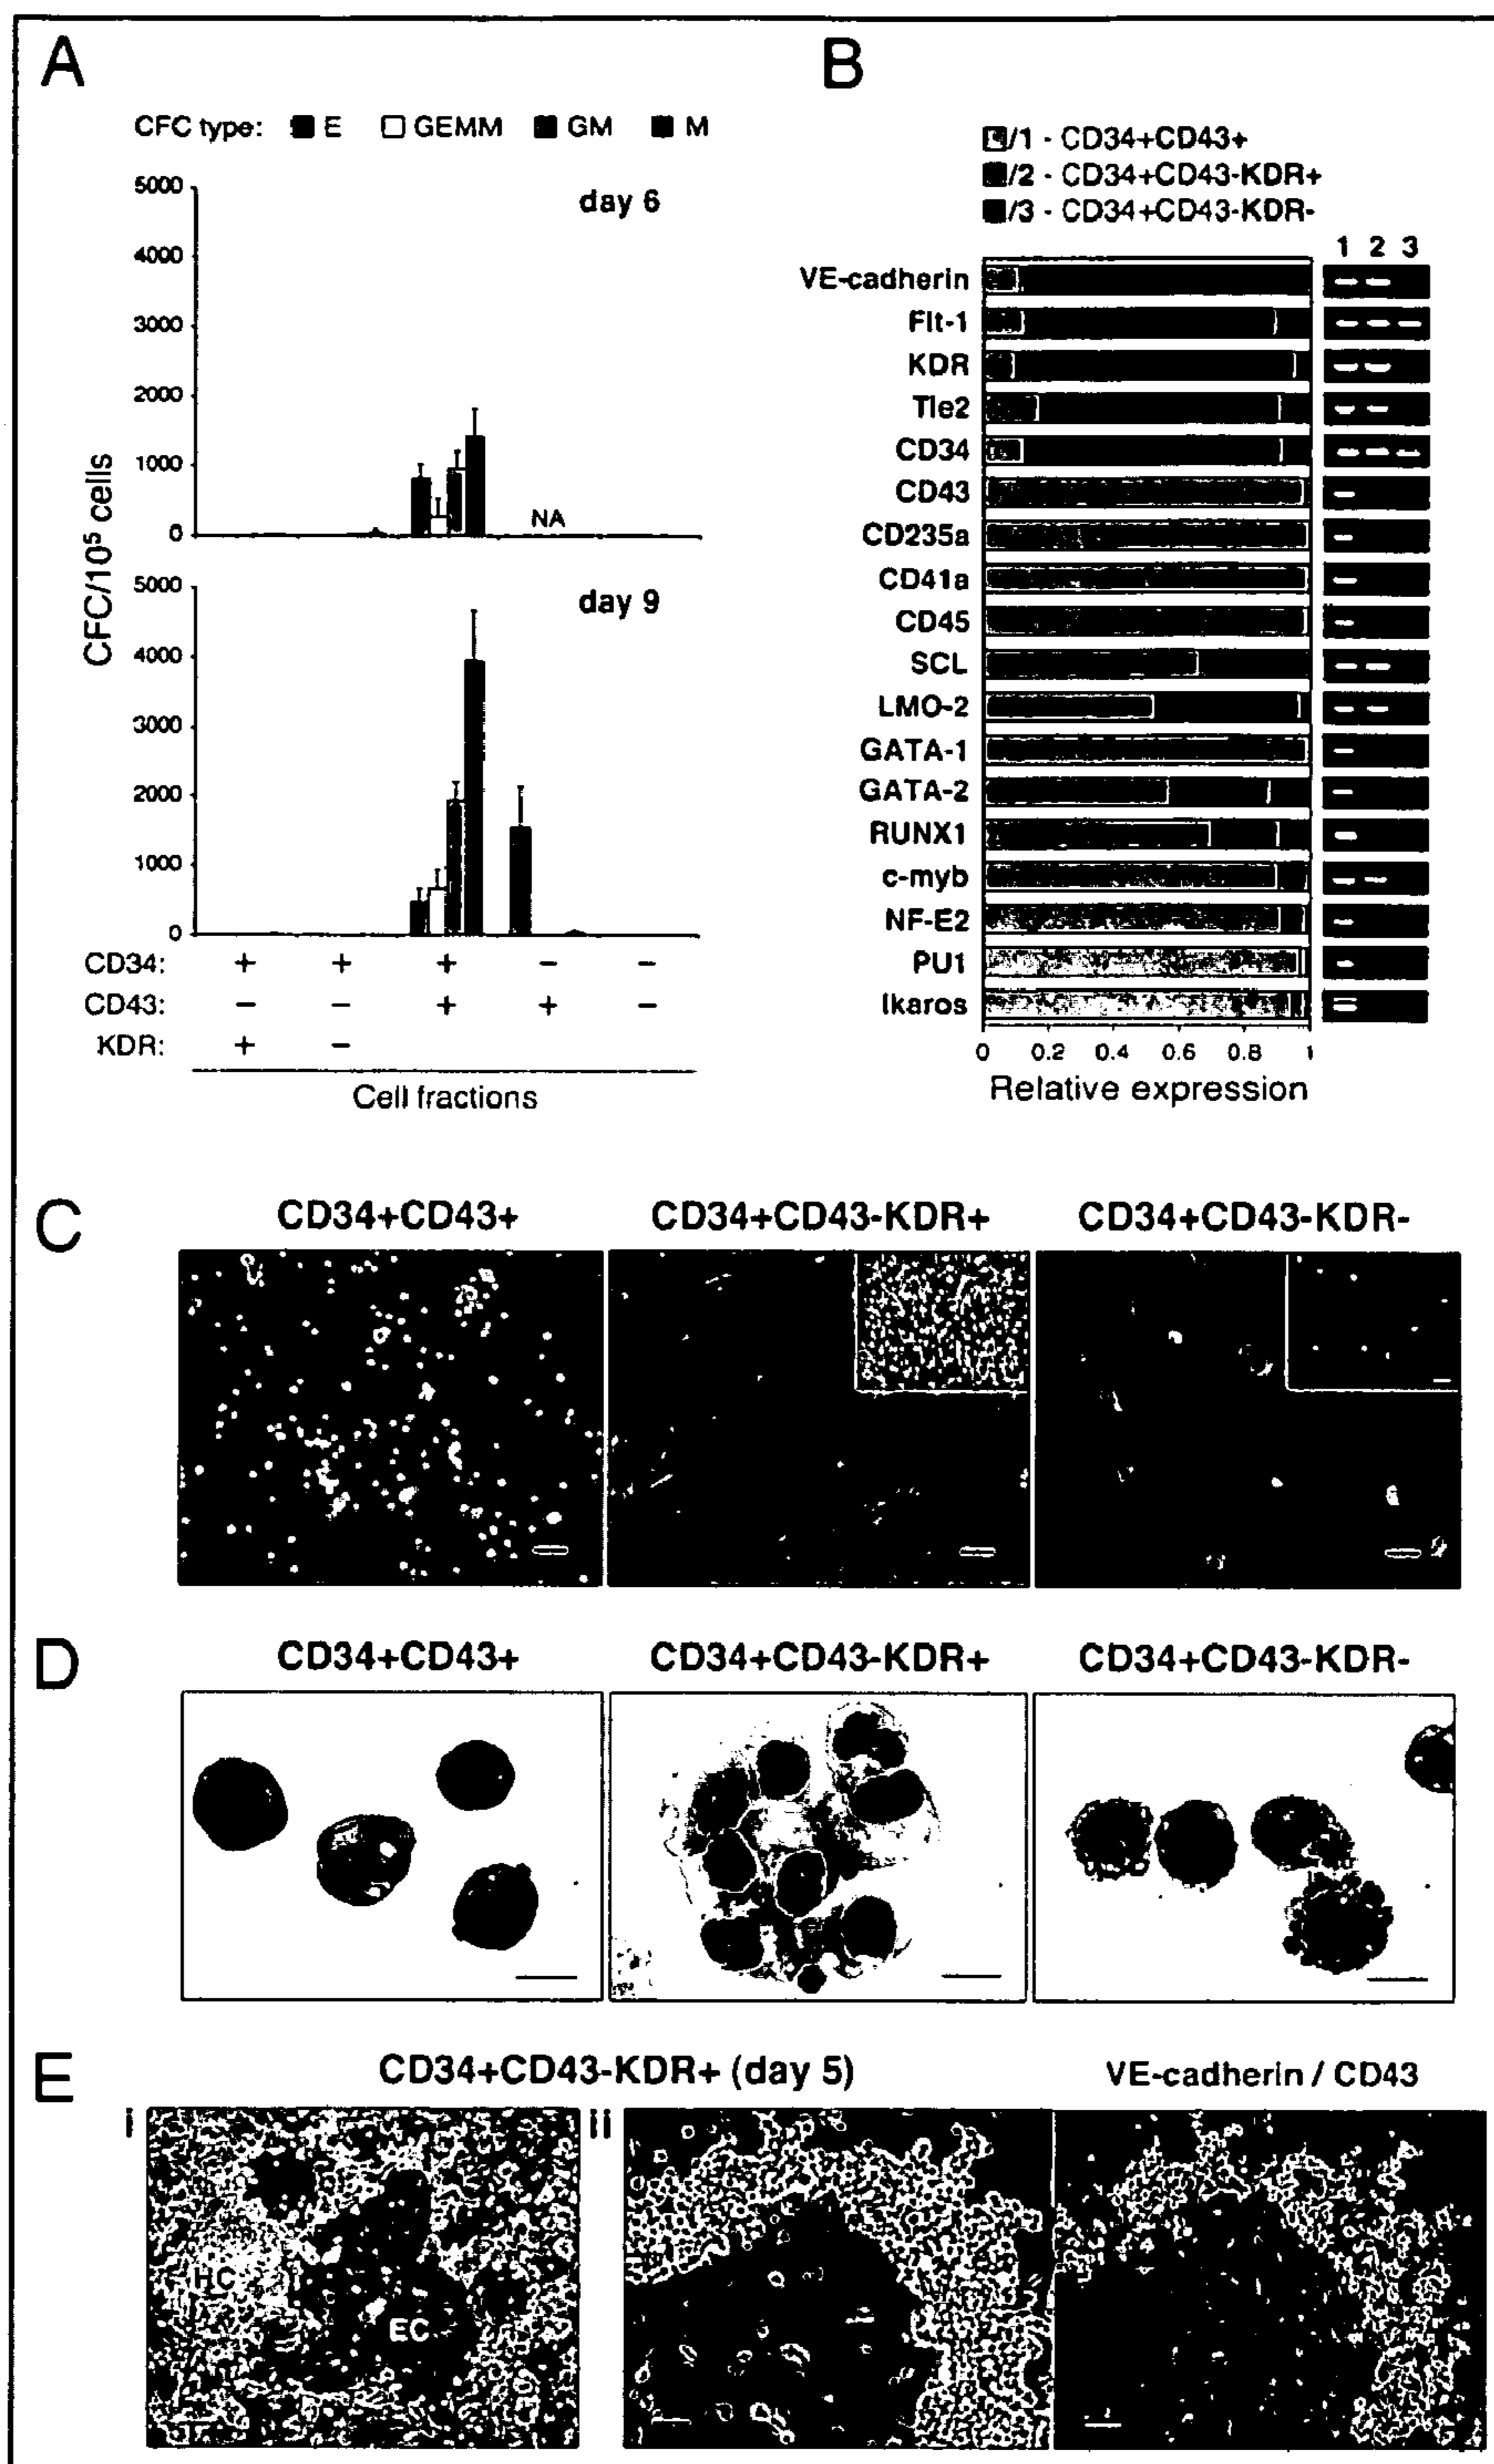 A
CFC type: E GEMM GM M
5000
day 6
4000
3000
2000
1000
NA
0
5000
day 9
4000
3000
2000
1000
0
CFC/10⁵ cells
CD34: + + + - -
CD43: - - + + -
KDR: + -
Cell fractions
B
/1 - CD34+CD43+
/2 - CD34+CD43-KDR+
/3 - CD34+CD43-KDR-
1 2 3
VE-cadherin
Flt-1
KDR
Tie2
CD34
CD43
CD235a
CD41a
CD45
SCL
LMO-2
GATA-1
GATA-2
RUNX1
c-myb
NF-E2
PU1
Ikaros
0 0.2 0.4 0.6 0.8 1
Relative expression
C
CD34+CD43+ CD34+CD43-KDR+ CD34+CD43-KDR-
D
CD34+CD43+ CD34+CD43-KDR+ CD34+CD43-KDR-
E
CD34+CD43-KDR+ (day 5) VE-cadherin / CD43
i ii
HC
EC